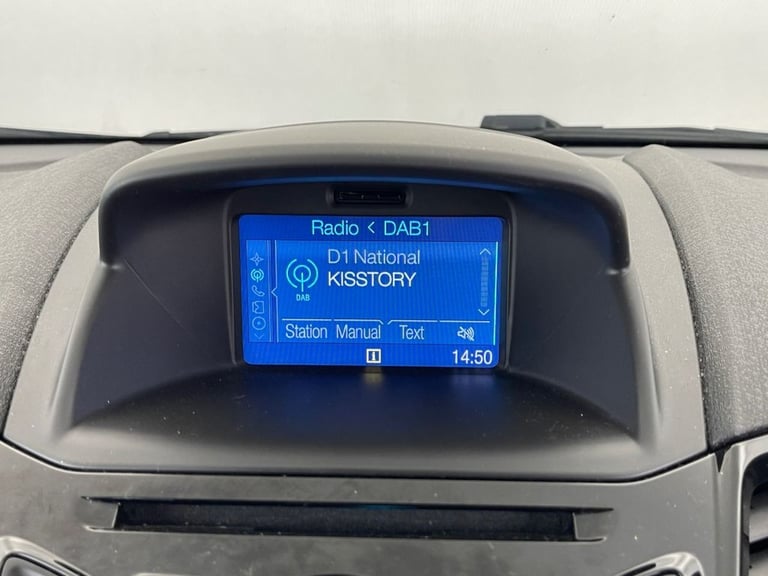 Radio < DAB1
D1 National
KISSTORY
DAB
Station Manual Text
i 14:50